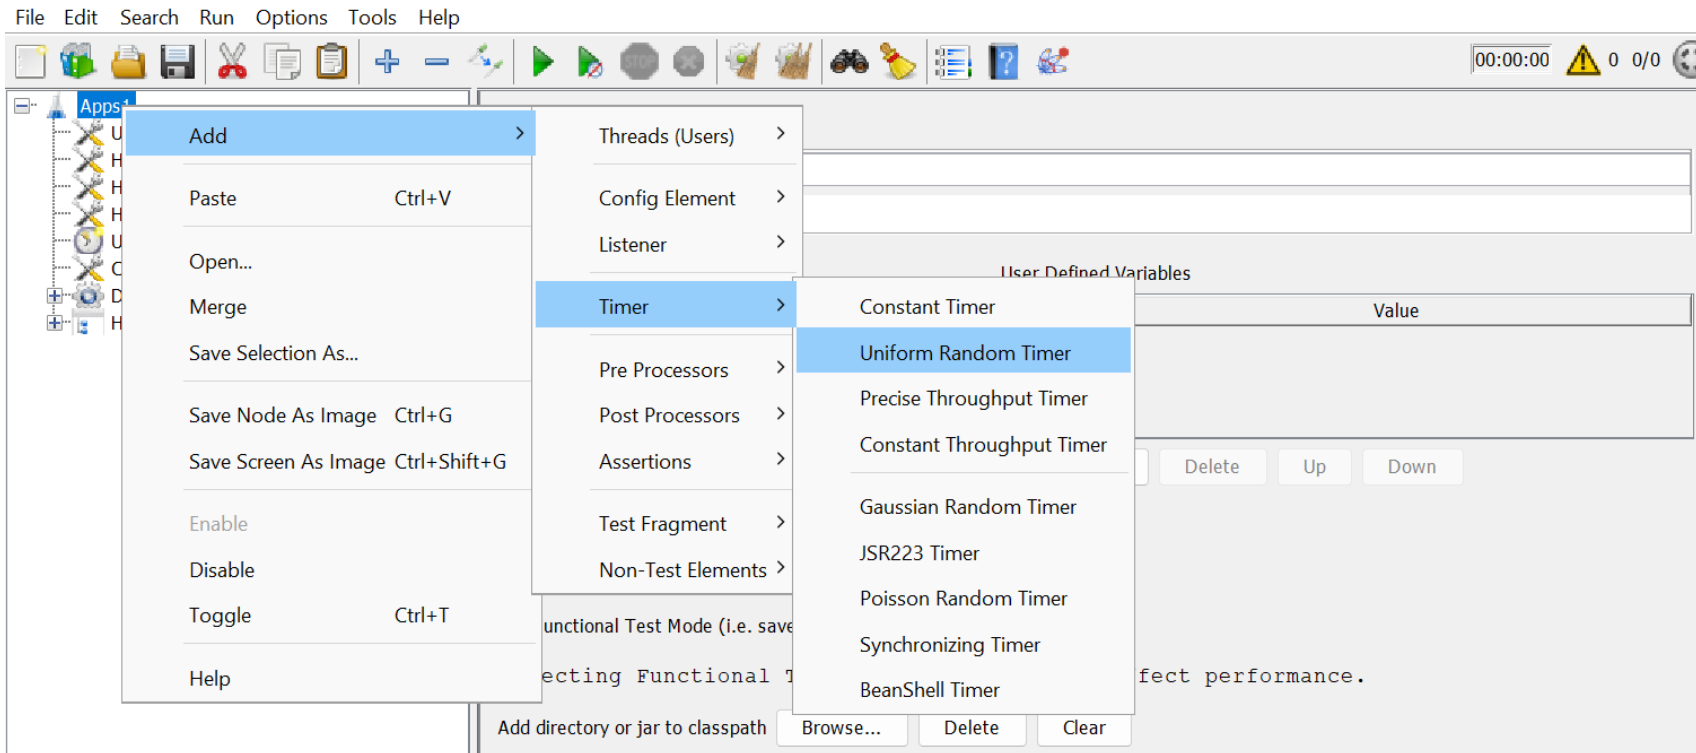 File Edit Search Run Options Tools Help
STOP
00:00:00 0 0/0
Apps1
U
H
H
H
U
C
D
H
Add
Paste Ctrl+V
Open...
Merge
Save Selection As...
Save Node As Image Ctrl+G
Save Screen As Image Ctrl+Shift+G
Enable
Disable
Toggle Ctrl+T
Help
Threads (Users)
Config Element
Listener
Timer
Pre Processors
Post Processors
Assertions
Test Fragment
Non-Test Elements
Constant Timer
Uniform Random Timer
Precise Throughput Timer
Constant Throughput Timer
Gaussian Random Timer
JSR223 Timer
Poisson Random Timer
Synchronizing Timer
BeanShell Timer
User Defined Variables
Value
Delete Up Down
unctional Test Mode (i.e. save
ecting Functional T ffect performance.
Add directory or jar to classpath Browse... Delete Clear